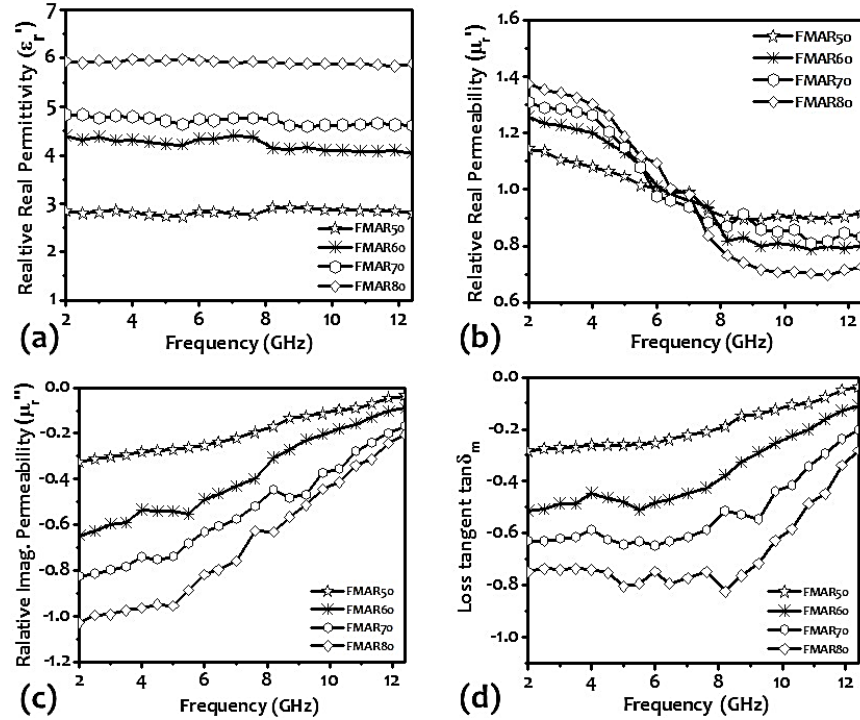 Realtive Real Permittivity (εr')
7
6
5
4
3
2
1
FMAR50
FMAR60
FMAR70
FMAR80
2 4 6 8 10 12
Frequency (GHz)
(a)
Relative Real Permeability (μr')
1.6
1.4
1.2
1.0
0.8
0.6
FMAR50
FMAR60
FMAR70
FMAR80
2 4 6 8 10 12
Frequency (GHz)
(b)
Ralative Imag. Permeability (μr'')
0.0
-0.2
-0.4
-0.6
-0.8
-1.0
-1.2
FMAR50
FMAR60
FMAR70
FMAR80
2 4 6 8 10 12
Frequency (GHz)
(c)
Loss tangent tanδm
0.0
-0.2
-0.4
-0.6
-0.8
-1.0
FMAR50
FMAR60
FMAR70
FMAR80
2 4 6 8 10 12
Frequency (GHz)
(d)